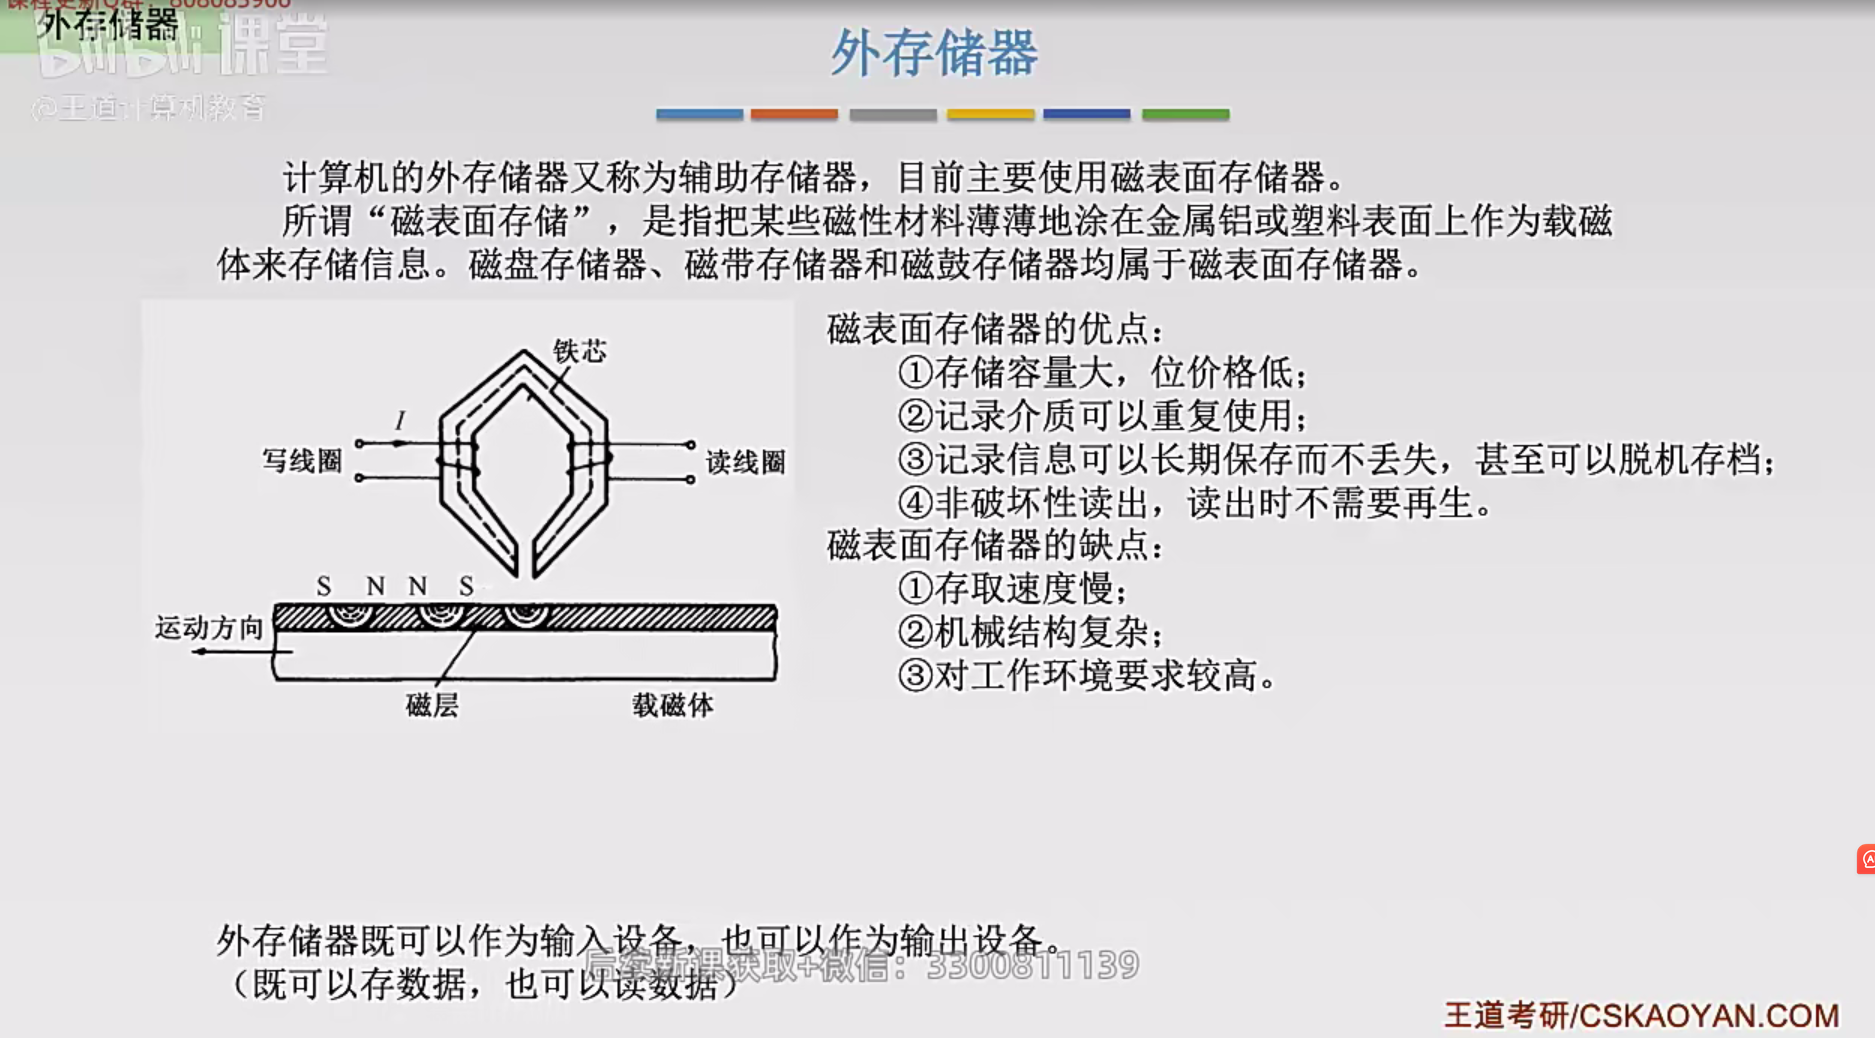 外存储器
bilibili课堂
@王道计算机教育
外存储器
计算机的外存储器又称为辅助存储器，目前主要使用磁表面存储器。
所谓“磁表面存储”，是指把某些磁性材料薄薄地涂在金属铝或塑料表面上作为载磁
体来存储信息。磁盘存储器、磁带存储器和磁鼓存储器均属于磁表面存储器。
铁芯
I
写线圈
读线圈
S N N S
运动方向
磁层
载磁体
磁表面存储器的优点：
①存储容量大，位价格低；
②记录介质可以重复使用；
③记录信息可以长期保存而不丢失，甚至可以脱机存档；
④非破坏性读出，读出时不需要再生。
磁表面存储器的缺点：
①存取速度慢；
②机械结构复杂；
③对工作环境要求较高。
外存储器既可以作为输入设备，也可以作为输出设备。
后续新课获取+微信：3300811139
（既可以存数据，也可以读数据）
王道考研/CSKAOYAN.COM